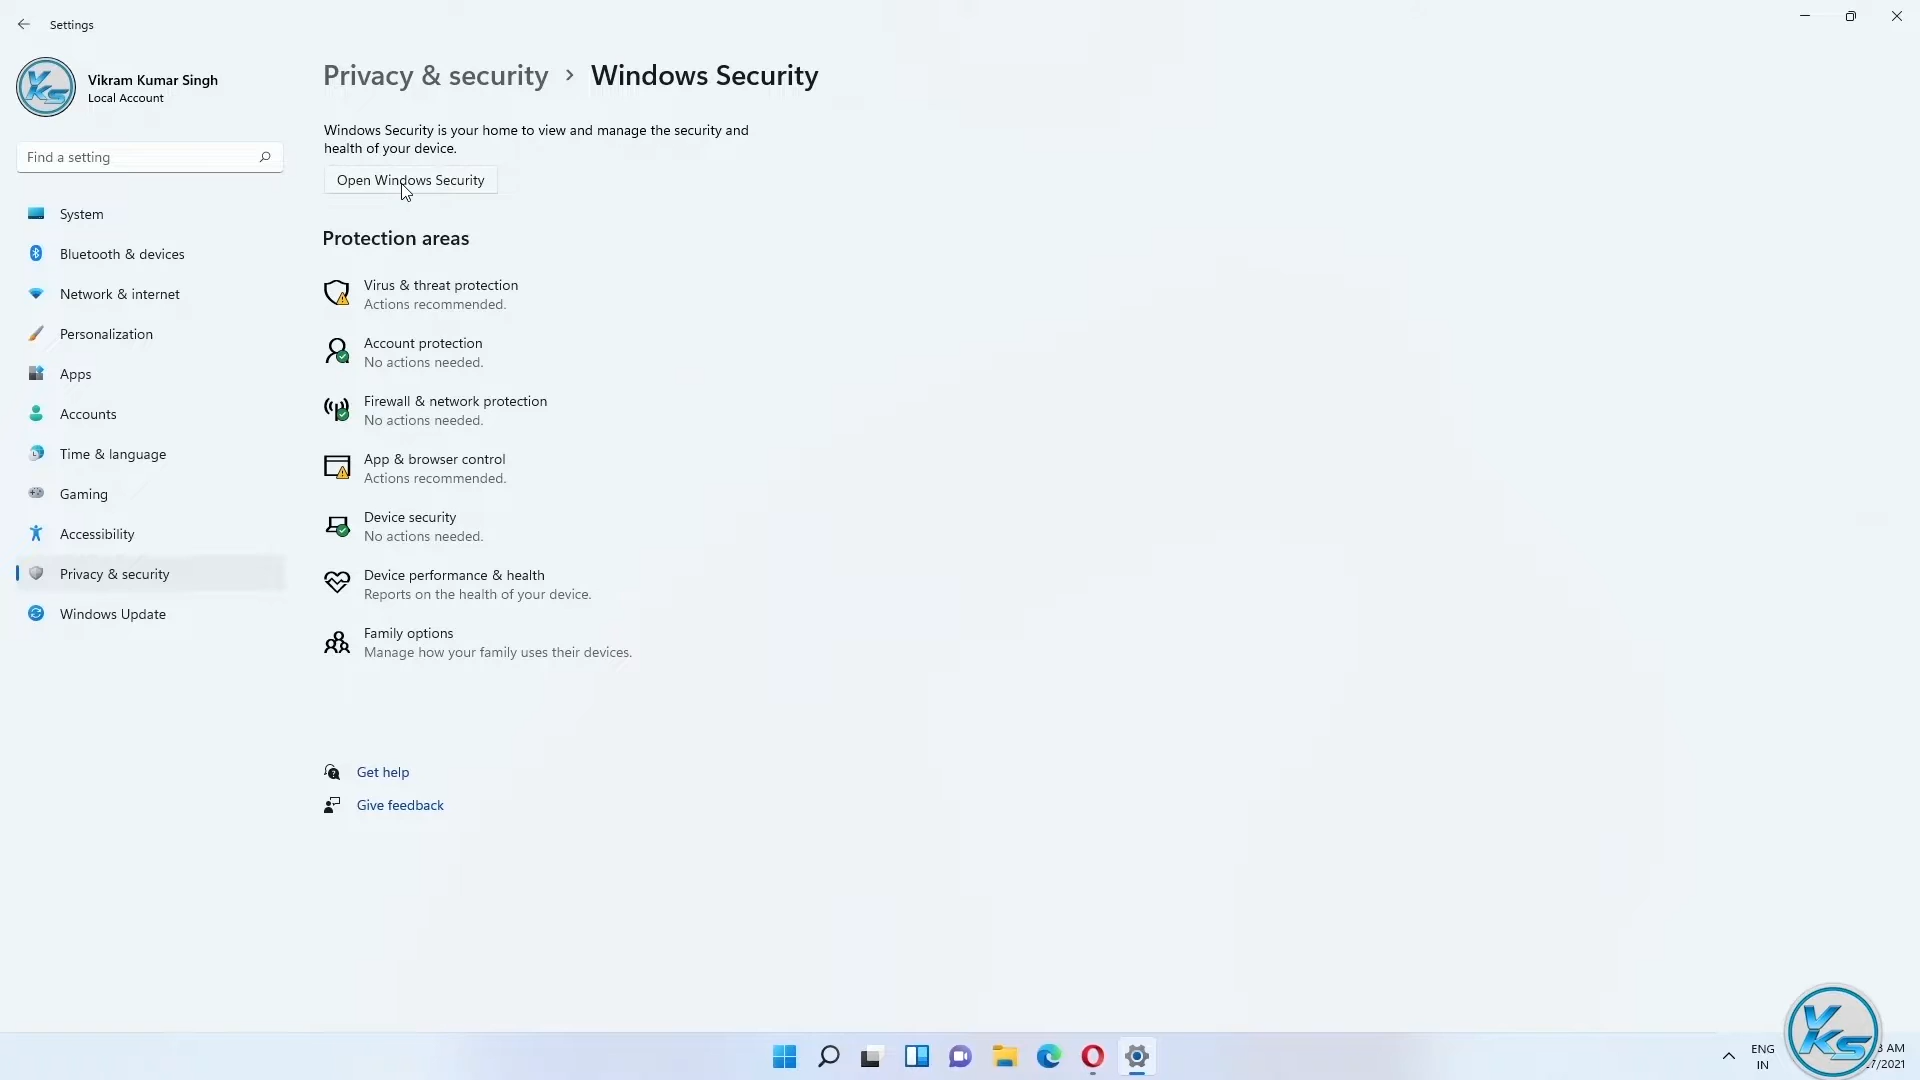 Settings
Vikram Kumar Singh
Local Account
Find a setting
System
Bluetooth & devices
Network & internet
Personalization
Apps
Accounts
Time & language
Gaming
Accessibility
Privacy & security
Windows Update
Privacy & security > Windows Security
Windows Security is your home to view and manage the security and
health of your device.
Open Windows Security
Protection areas
Virus & threat protection
Actions recommended.
Account protection
No actions needed.
Firewall & network protection
No actions needed.
App & browser control
Actions recommended.
Device security
No actions needed.
Device performance & health
Reports on the health of your device.
Family options
Manage how your family uses their devices.
Get help
Give feedback
ENG
IN
AM
/2021
VKS